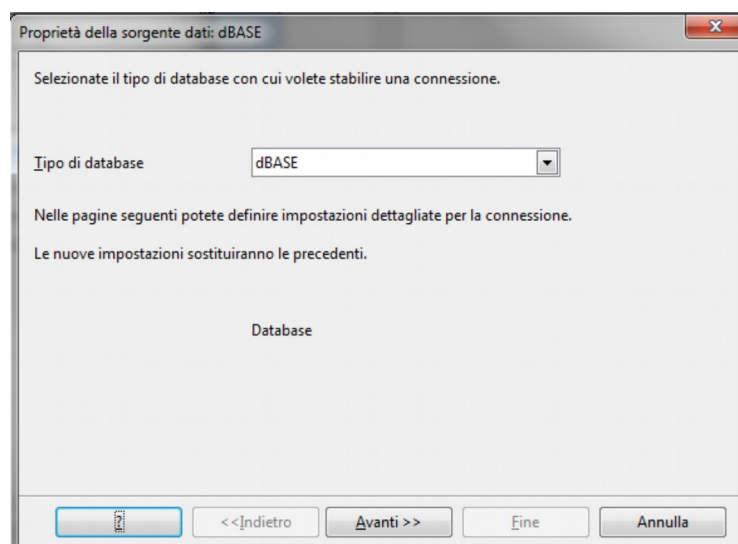 Proprietà della sorgente dati: dBASE
Selezionate il tipo di database con cui volete stabilire una connessione.
Tipo di database
dBASE
Nelle pagine seguenti potete definire impostazioni dettagliate per la connessione.
Le nuove impostazioni sostituiranno le precedenti.
Database
?
<<Indietro
Avanti >>
Fine
Annulla